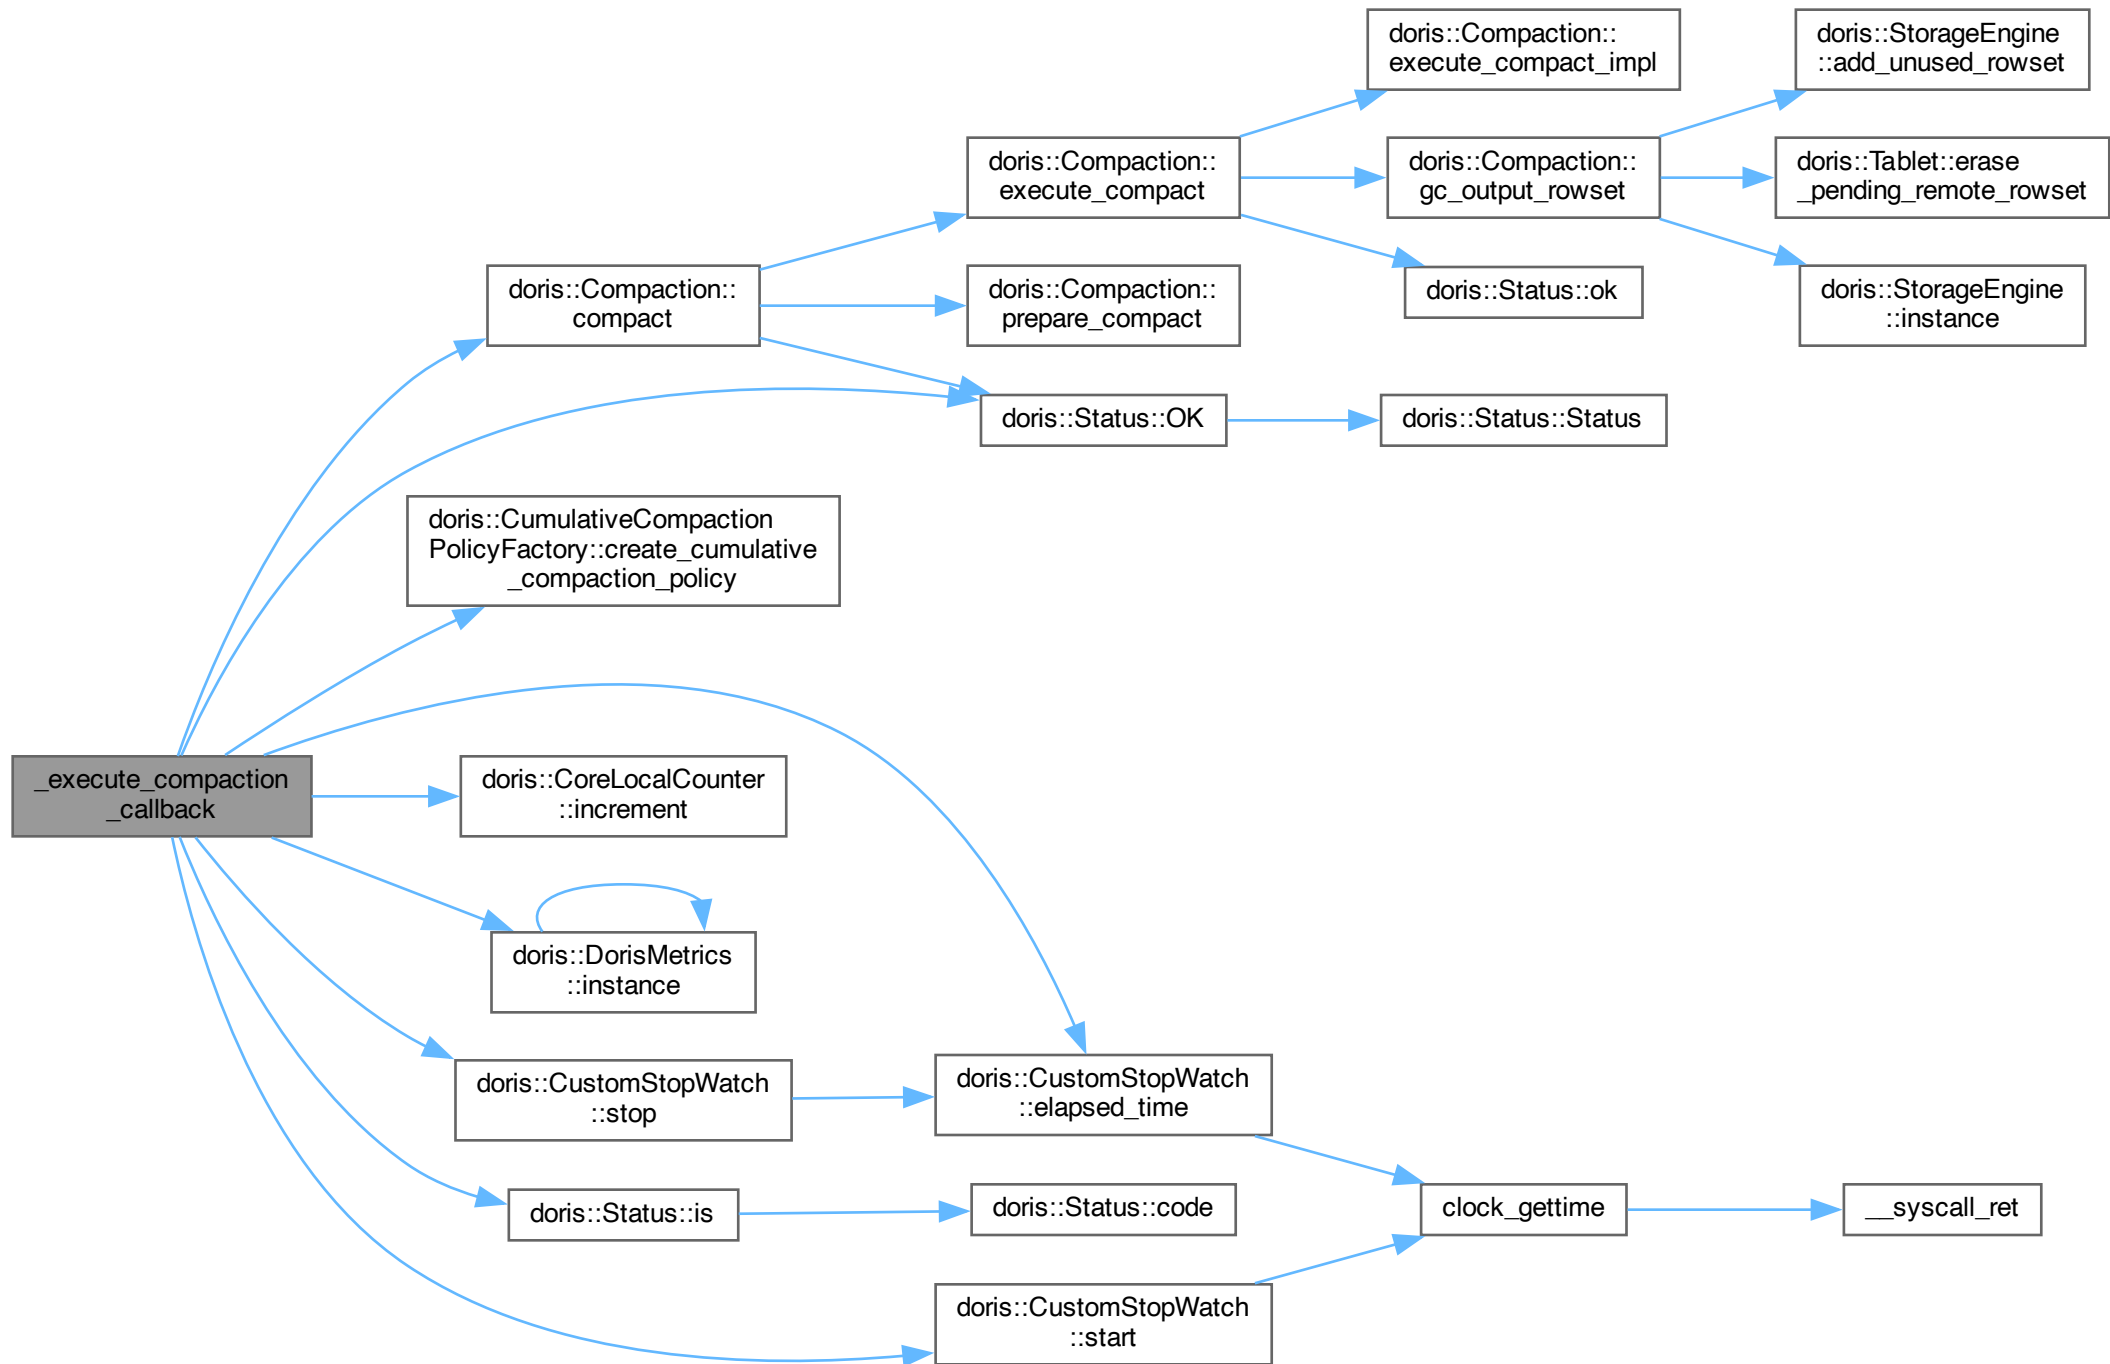 doris::Compaction::
execute_compact_impl
doris::StorageEngine
::add_unused_rowset
doris::Compaction::
execute_compact
doris::Compaction::
gc_output_rowset
doris::Tablet::erase
_pending_remote_rowset
doris::Compaction::
compact
doris::Compaction::
prepare_compact
doris::Status::ok
doris::StorageEngine
::instance
doris::Status::OK
doris::Status::Status
doris::CumulativeCompaction
PolicyFactory::create_cumulative
_compaction_policy
_execute_compaction
_callback
doris::CoreLocalCounter
::increment
doris::DorisMetrics
::instance
doris::CustomStopWatch
::stop
doris::CustomStopWatch
::elapsed_time
doris::Status::is
doris::Status::code
clock_gettime
__syscall_ret
doris::CustomStopWatch
::start